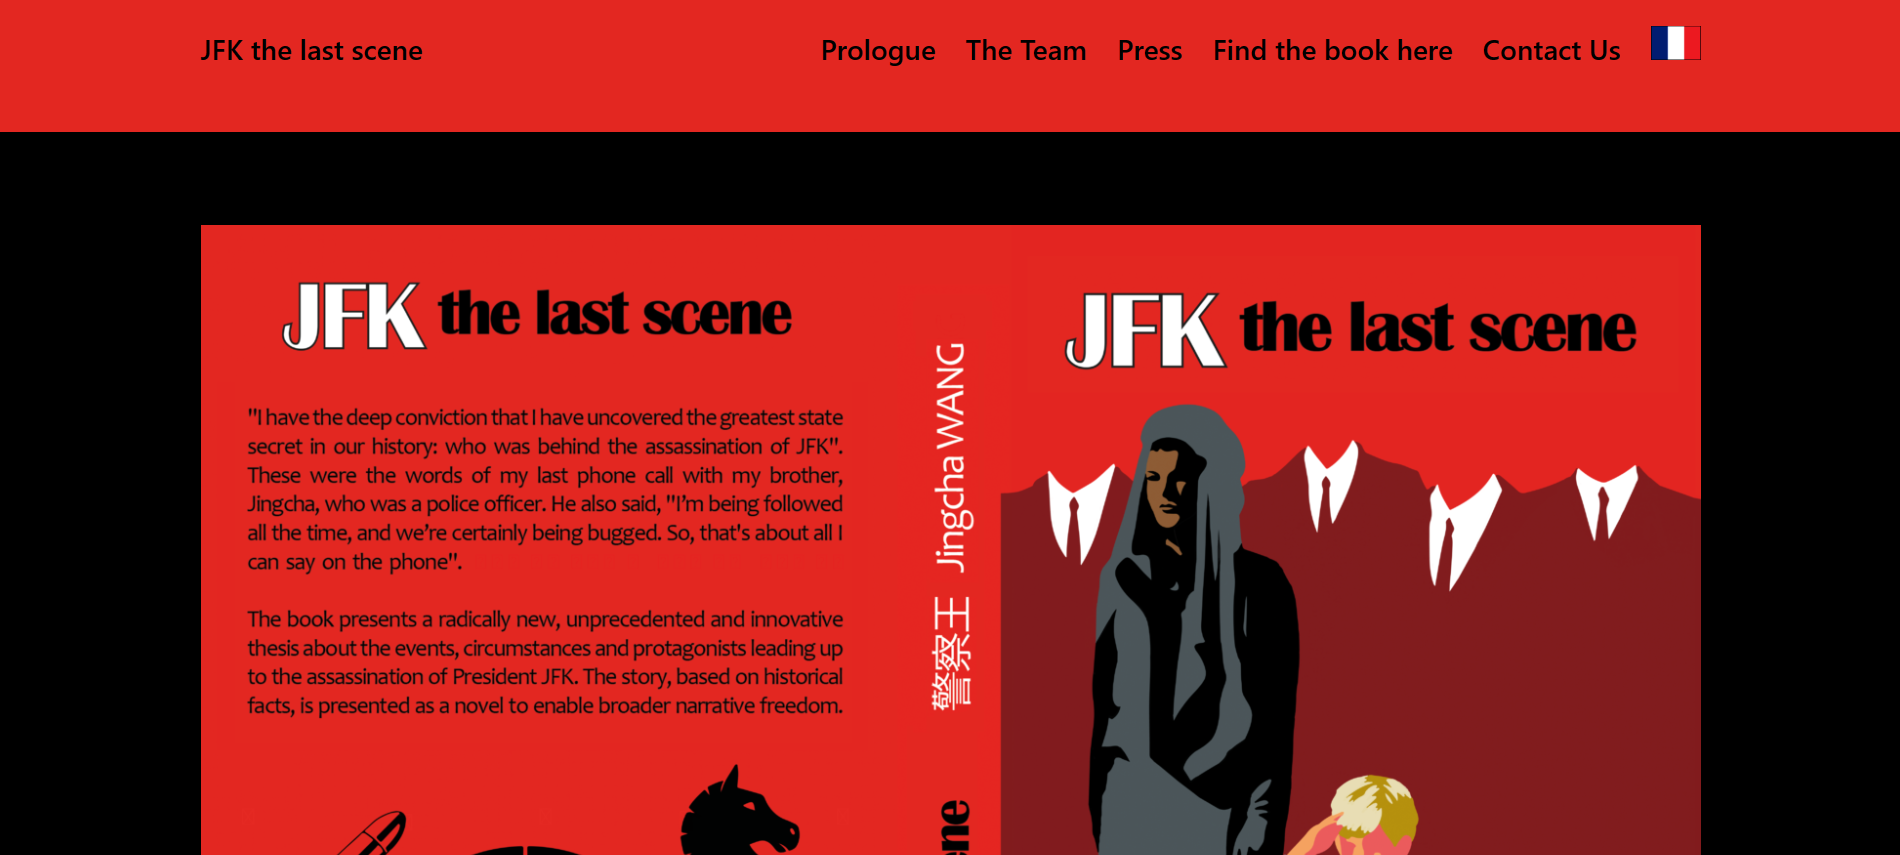 JFK the last scene
Prologue
The Team
Press
Find the book here
Contact Us
JFK the last scene
"I have the deep conviction that I have uncovered the greatest state
secret in our history: who was behind the assassination of JFK".
These were the words of my last phone call with my brother,
Jingcha, who was a police officer. He also said, "I’m being followed
all the time, and we’re certainly being bugged. So, that's about all I
can say on the phone".
The book presents a radically new, unprecedented and innovative
thesis about the events, circumstances and protagonists leading up
to the assassination of President JFK. The story, based on historical
facts, is presented as a novel to enable broader narrative freedom.
警察王 Jingcha WANG
JFK the last scene